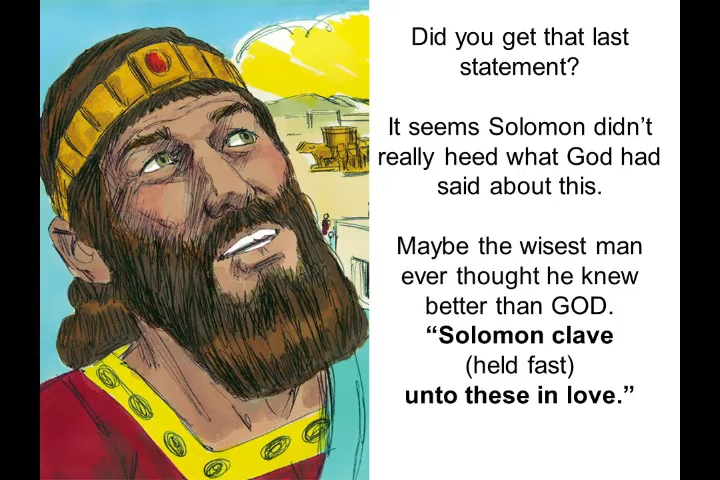 Did you get that last
statement?
It seems Solomon didn’t
really heed what God had
said about this.
Maybe the wisest man
ever thought he knew
better than GOD.
“Solomon clave
(held fast)
unto these in love.”